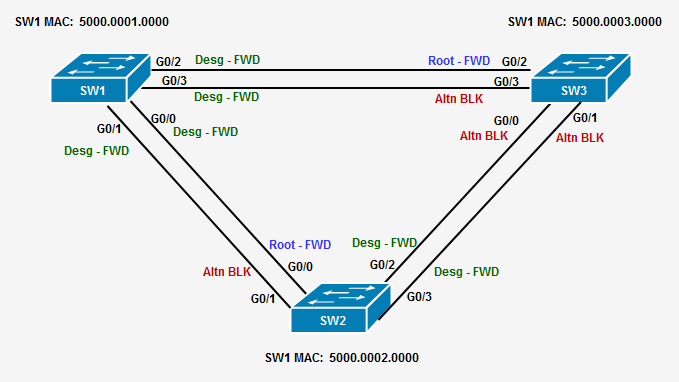 SW1 MAC: 5000.0001.0000
SW1 MAC: 5000.0003.0000
G0/2 Desg - FWD
Root - FWD G0/2
SW1
G0/3
Desg - FWD
G0/3
Altn BLK
SW3
G0/1
Desg - FWD
G0/0
Desg - FWD
G0/0
Altn BLK
G0/1
Altn BLK
Root - FWD
G0/0
Altn BLK
G0/1
Desg - FWD
G0/2
Desg - FWD
G0/3
SW2
SW1 MAC: 5000.0002.0000